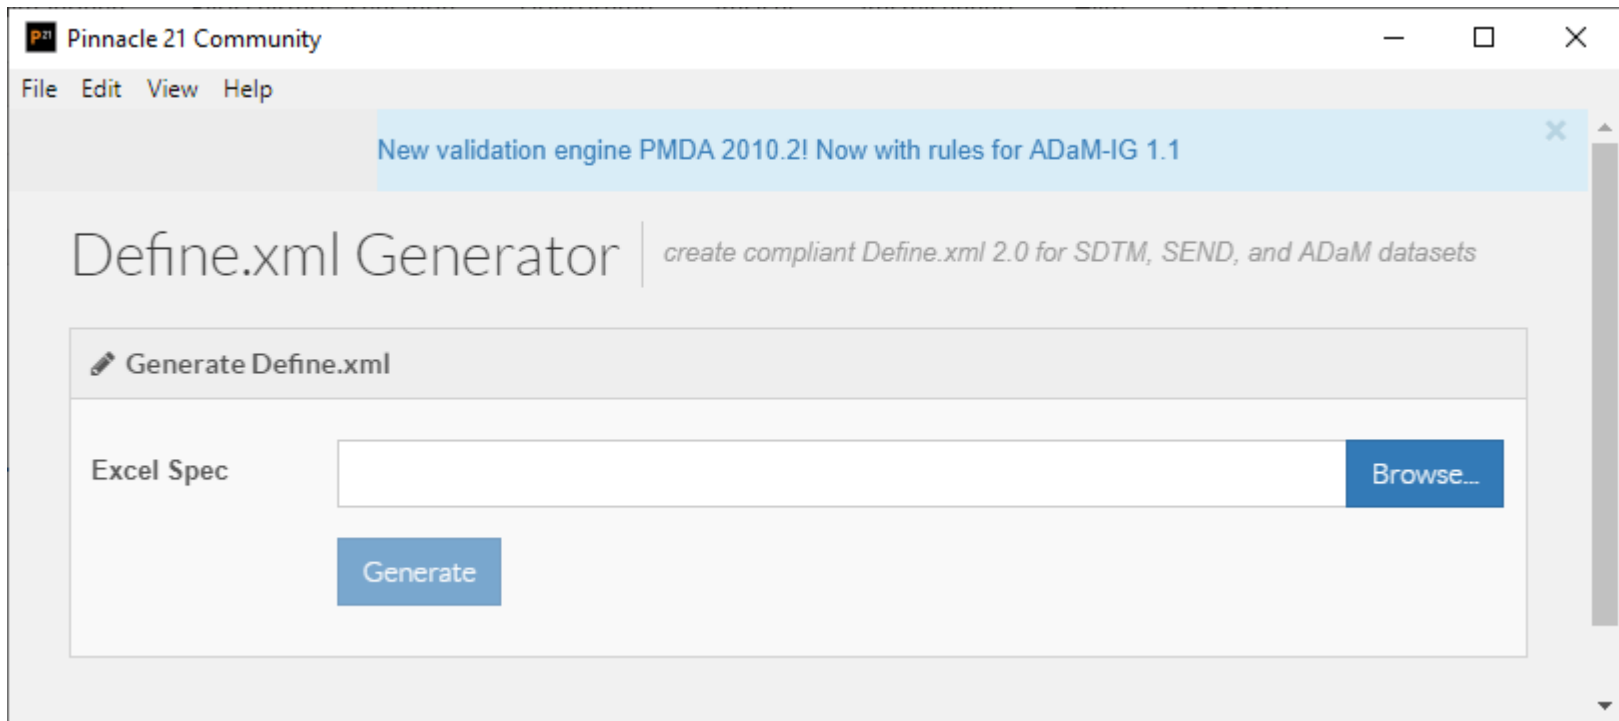 P21 Pinnacle 21 Community
File Edit View Help
New validation engine PMDA 2010.2! Now with rules for ADaM-IG 1.1
Define.xml Generator
create compliant Define.xml 2.0 for SDTM, SEND, and ADaM datasets
Generate Define.xml
Excel Spec
Browse...
Generate